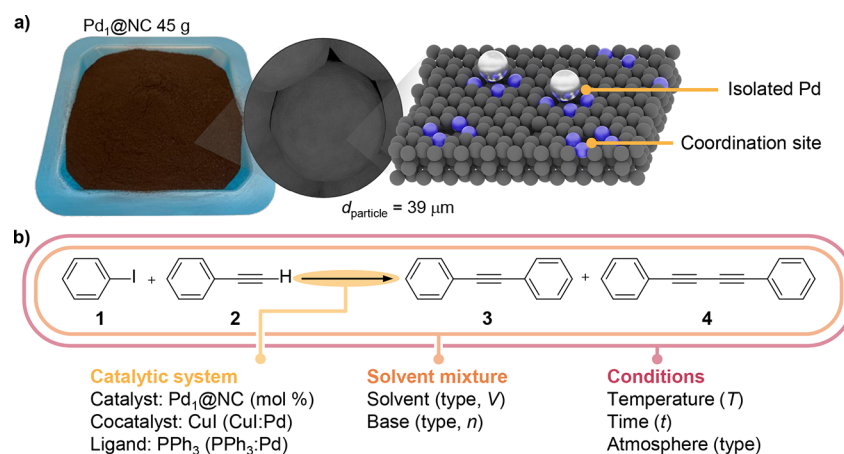 a)
Pd₁@NC 45 g
Isolated Pd
Coordination site
dparticle = 39 μm
b)
I + H + 
1 2 3 4
Catalytic system
Catalyst: Pd₁@NC (mol %)
Cocatalyst: CuI (CuI:Pd)
Ligand: PPh₃ (PPh₃:Pd)
Solvent mixture
Solvent (type, V)
Base (type, n)
Conditions
Temperature (T)
Time (t)
Atmosphere (type)